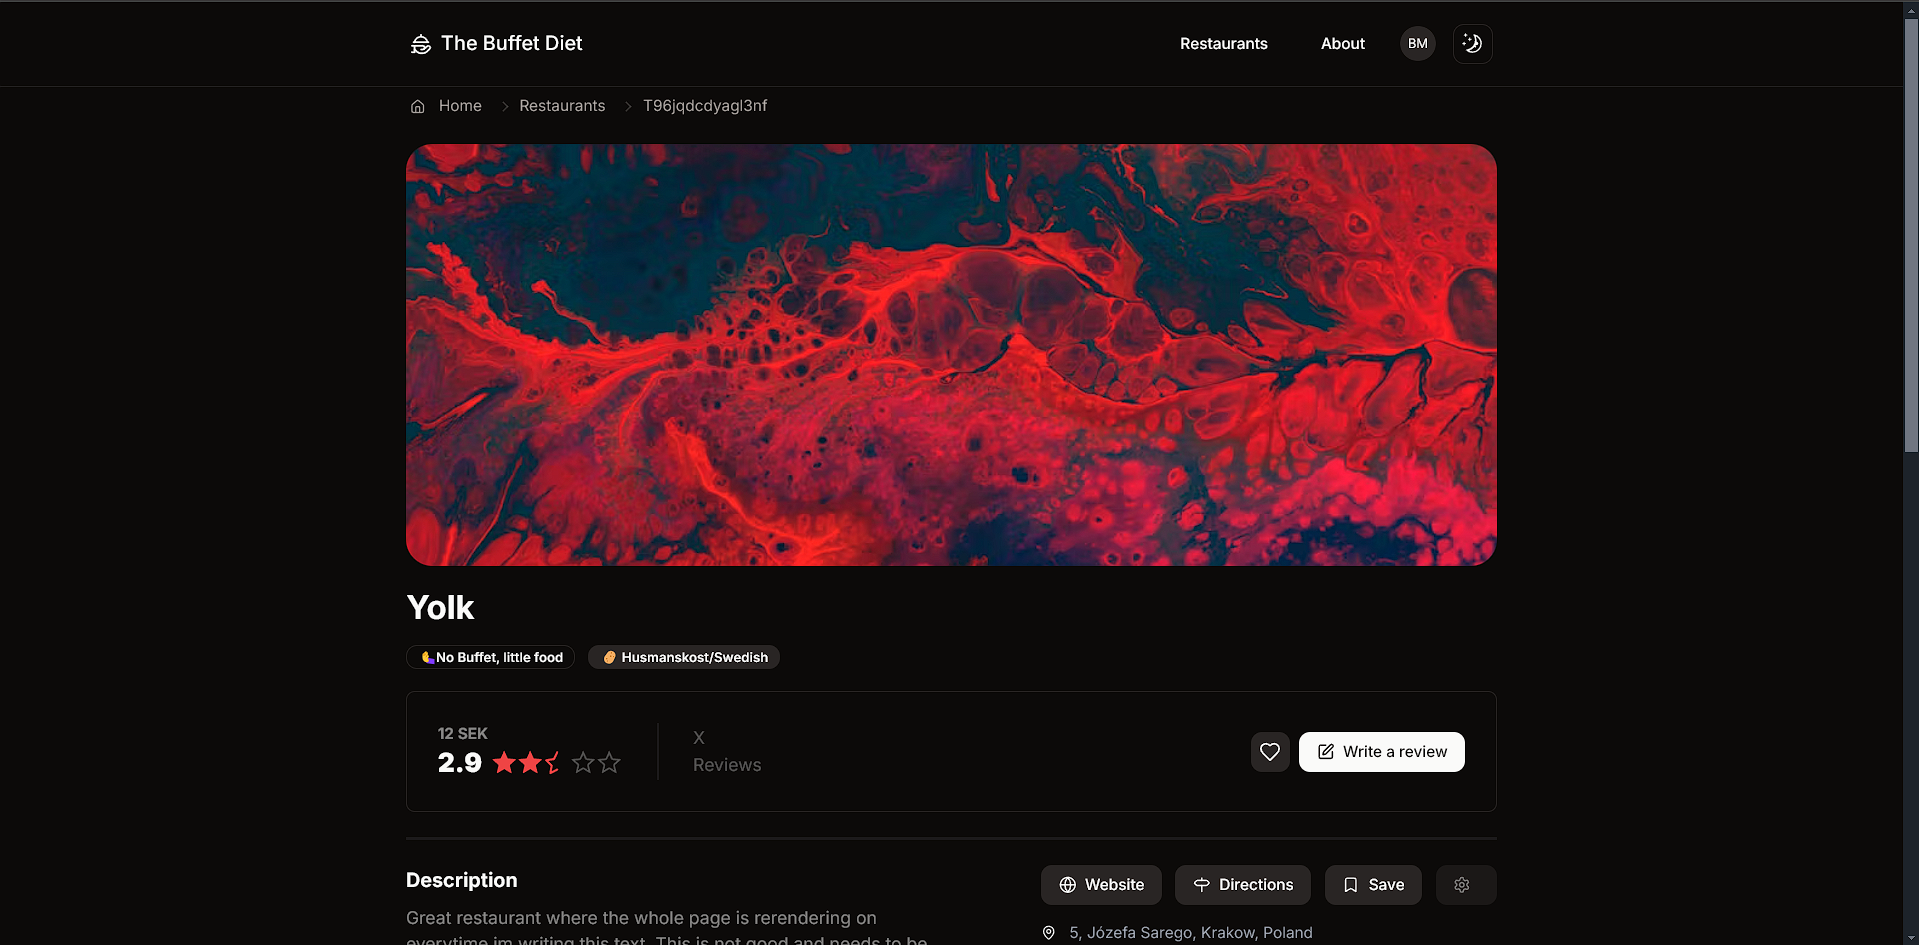 The Buffet Diet
Restaurants
About
BM
Home
Restaurants
T96jqdcdyagl3nf
Yolk
No Buffet, little food
Husmanskost/Swedish
12 SEK
2.9
X
Reviews
Write a review
Description
Website
Directions
Save
Great restaurant where the whole page is rerendering on
everytime im writing this text. This is not good and needs to be
5, Józefa Sarego, Krakow, Poland